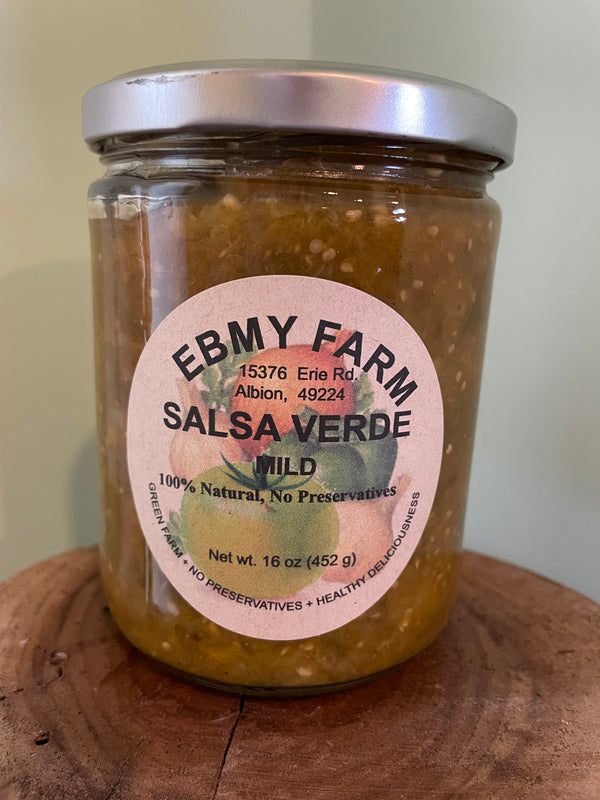 EBMY FARM
15376 Erie Rd.
Albion, 49224
SALSA VERDE
MILD
100% Natural, No Preservatives
Net wt. 16 oz (452 g)
GREEN FARM + NO PRESERVATIVES + HEALTHY DELICIOUSNESS